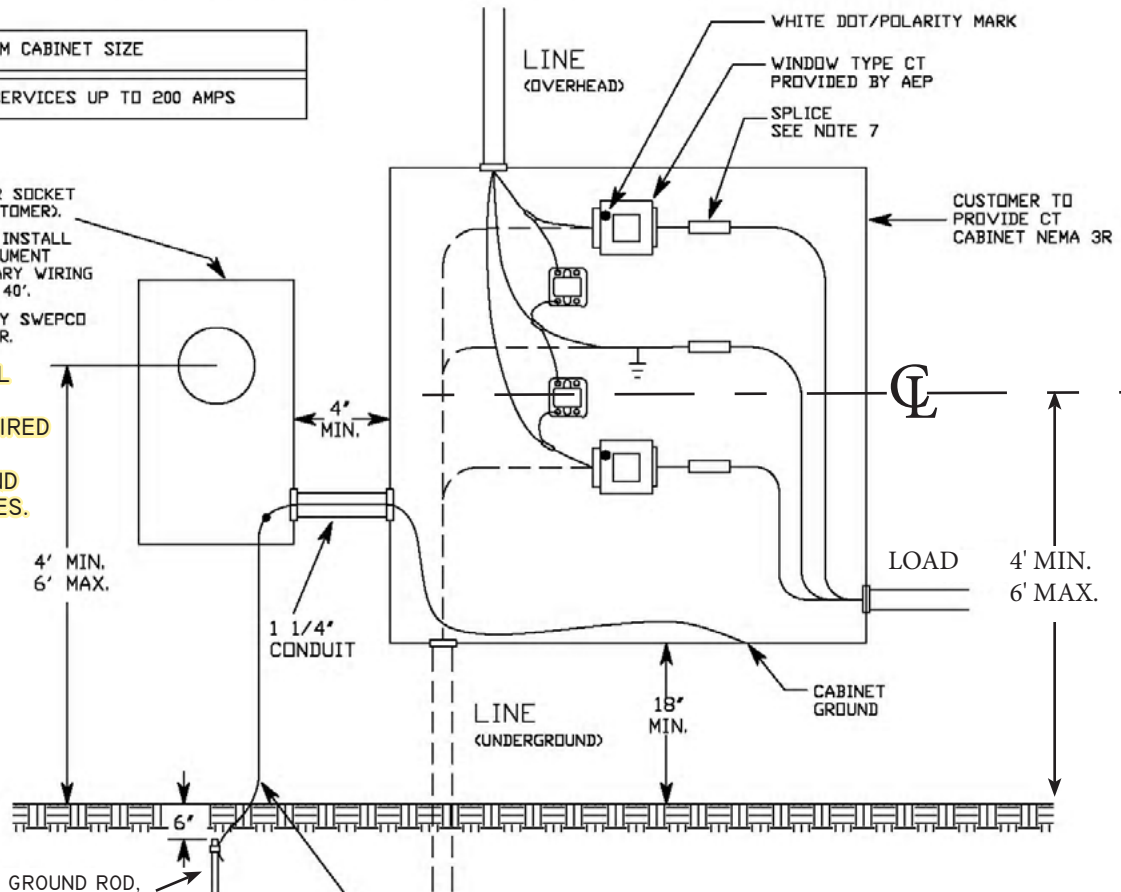 M CABINET SIZE
ERVICES UP TO 200 AMPS
LINE
(OVERHEAD)
WHITE DOT/POLARITY MARK
WINDOW TYPE CT
PROVIDED BY AEP
SPLICE
SEE NOTE 7
R SOCKET
TOMER).
INSTALL
UMENT
ARY WIRING
40'.
Y SWEPCO
R.
L
IRED
ND
ES.
CUSTOMER TO
PROVIDE CT
CABINET NEMA 3R
4"
MIN.
CL
4' MIN.
6' MAX.
1 1/4"
CONDUIT
LOAD
4' MIN.
6' MAX.
LINE
(UNDERGROUND)
18"
MIN.
CABINET
GROUND
6"
GROUND ROD,